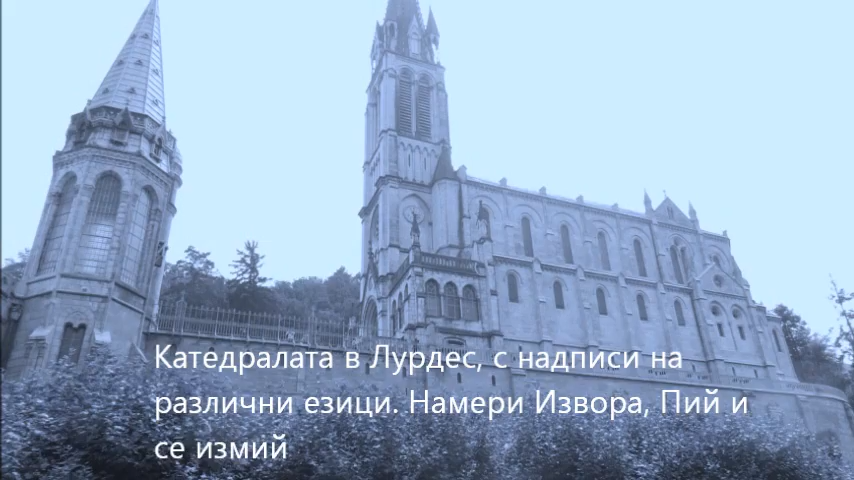 Катедралата в Лурдес, с надписи на
различни езици. Намери Извора, Пий и
се измий